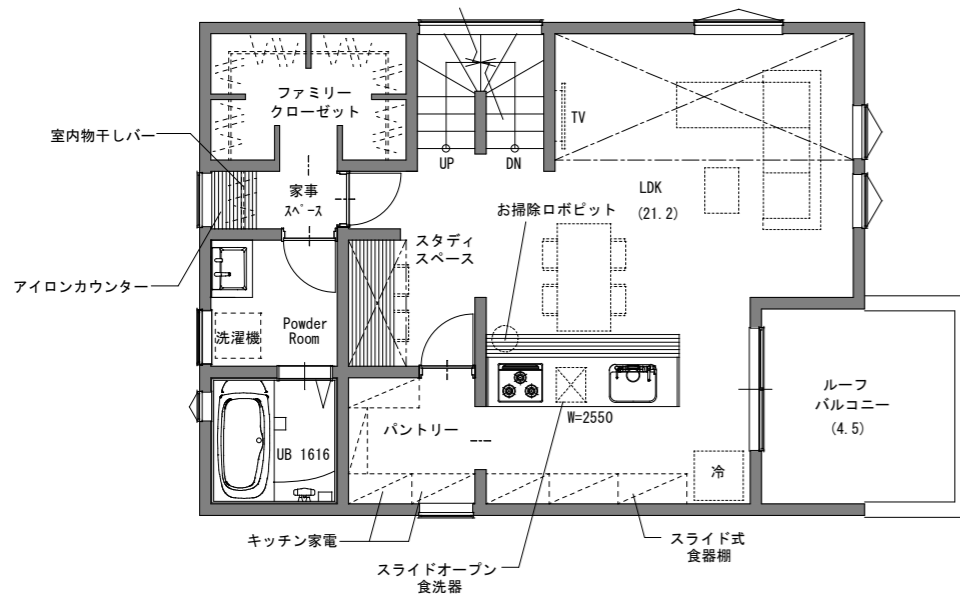 ファミリー
クローゼット
室内物干しバー
UP
DN
TV
LDK
(21.2)
家事
スペース
お掃除ロボピット
スタディ
スペース
アイロンカウンター
洗濯機
Powder
Room
ルーフ
バルコニー
(4.5)
パントリー
W=2550
UB 1616
冷
キッチン家電
スライド式
食器棚
スライドオープン
食洗器